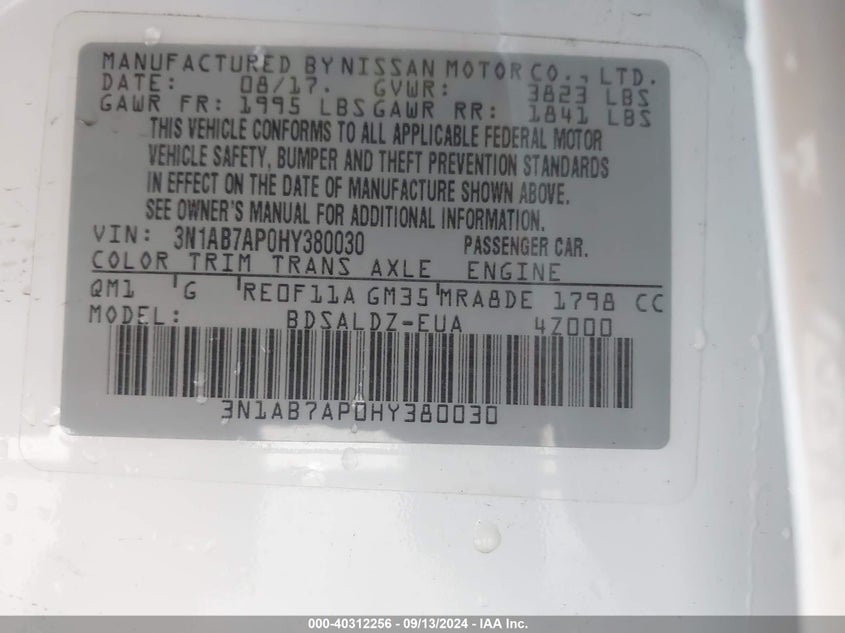 MANUFACTURED BY NISSAN MOTOR CO., LTD.
DATE: 08/17. GVWR: 3823 LBS
GAWR FR: 1995 LBS GAWR RR: 1841 LBS
THIS VEHICLE CONFORMS TO ALL APPLICABLE FEDERAL MOTOR
VEHICLE SAFETY, BUMPER AND THEFT PREVENTION STANDARDS
IN EFFECT ON THE DATE OF MANUFACTURE SHOWN ABOVE.
SEE OWNER'S MANUAL FOR ADDITIONAL INFORMATION.
VIN: 3N1AB7AP0HY380030 PASSENGER CAR.
COLOR TRIM TRANS AXLE ENGINE
QM1 G RE0F11A GM35 MRA8DE 1798 CC
MODEL: BDSALDZ-EUA 4Z000
3N1AB7AP0HY380030
000-40312256 - 09/13/2024 - IAA Inc.